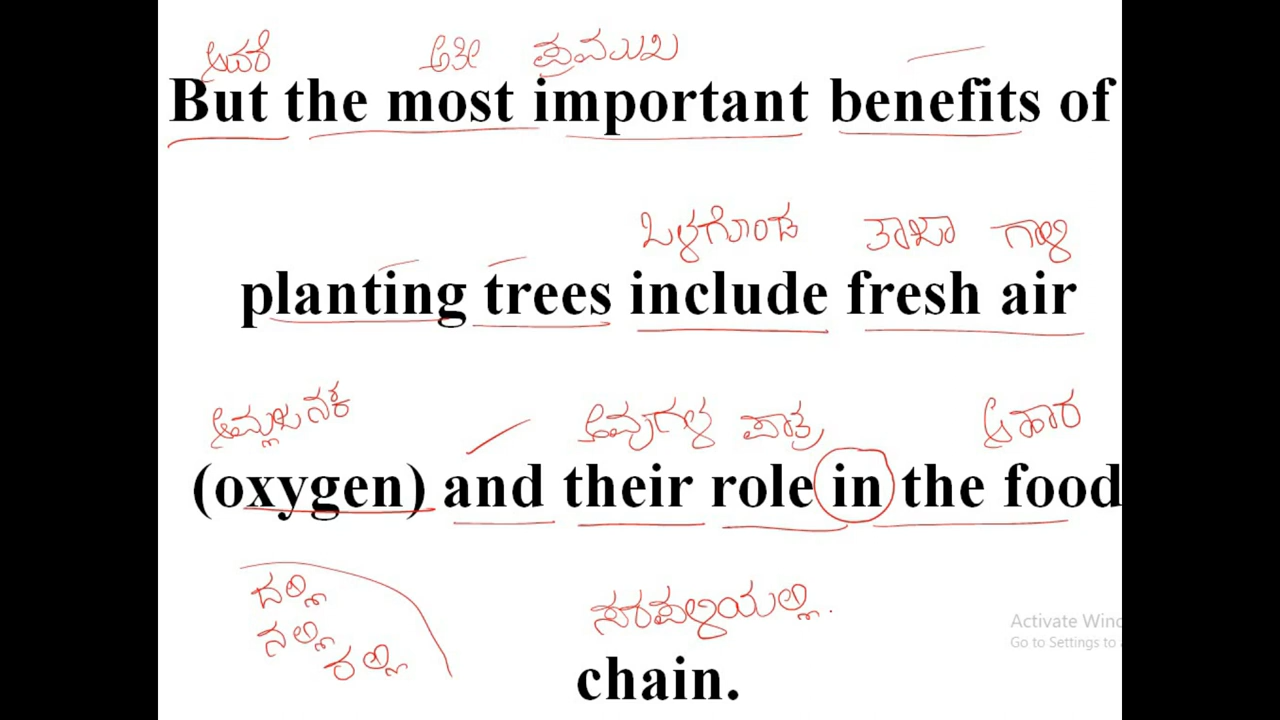 ಆದರೆ ಅತೀ ಪ್ರಮುಖ
But the most important benefits of
ಒಳಗೊಂಡ ತಾಜಾ ಗಾಳಿ
planting trees include fresh air
ಆಮ್ಲಜನಕ ಅವುಗಳ ಪಾತ್ರ ಆಹಾರ
(oxygen) and their role in the food
ದಲ್ಲಿ
ನಲ್ಲಿ
ರಲ್ಲಿ
ಸರಪಳಿಯಲ್ಲಿ.
chain.
Activate Wind
Go to Settings to a